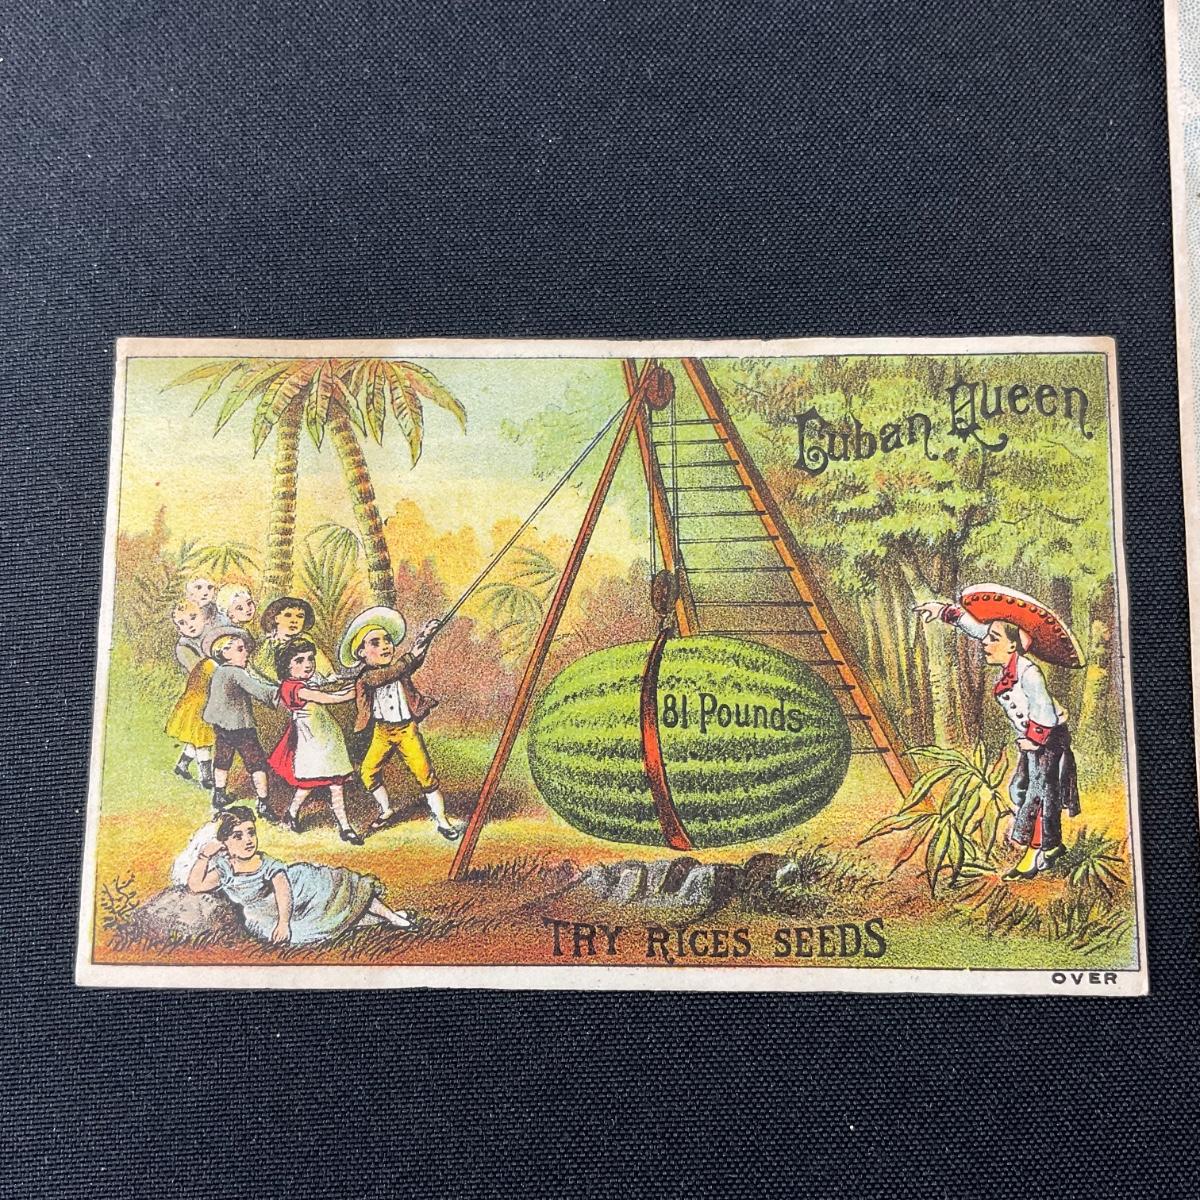 Cuban Queen
81 Pounds
TRY RICES SEEDS
OVER